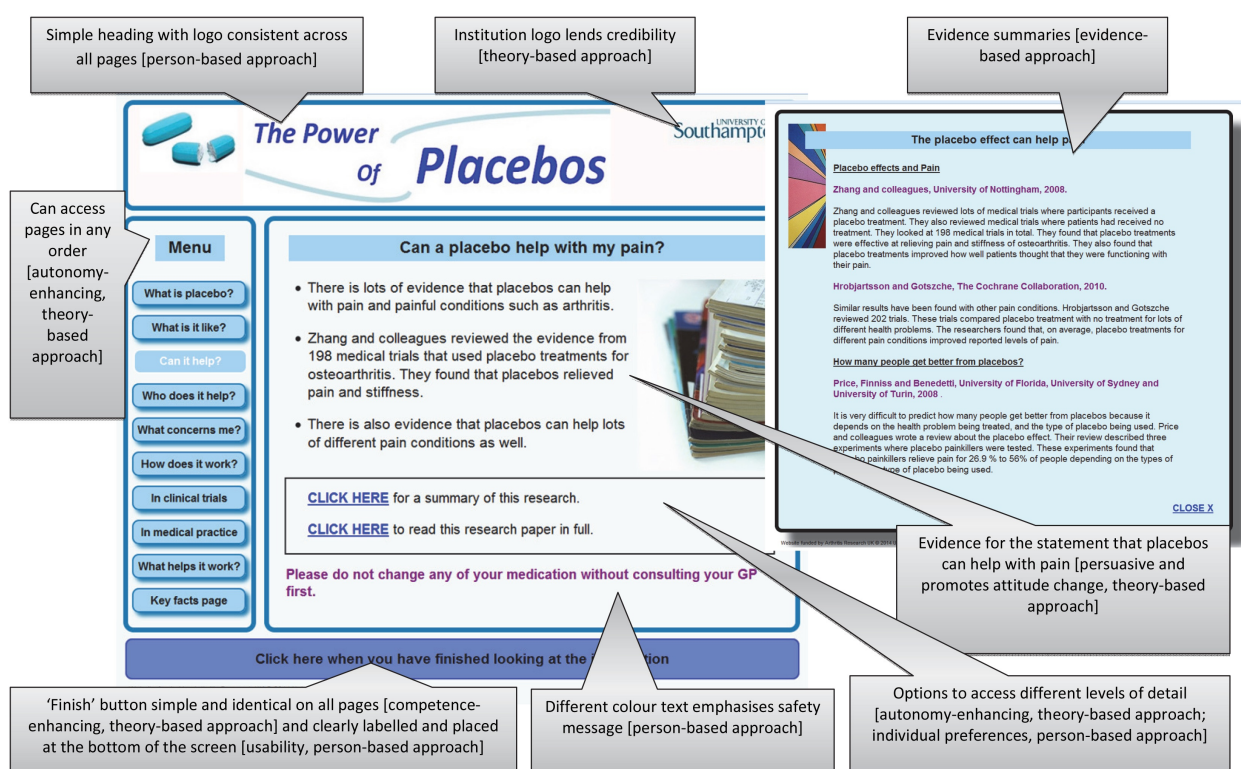 Simple heading with logo consistent across
all pages [person-based approach]
Institution logo lends credibility
[theory-based approach]
Evidence summaries [evidence-
based approach]
The Power
Of Placebos
UNIVERSITY
Can access
pages in any
order
[autonomy-
enhancing,
theory-
based
approach]
Menu
What is placebo?
What is it like?
Can it help?
Who does it help?
What concerns me?
How does it work?
In clinical trials
In medical practice
What helps it work?
Key facts page
Can a placebo help with my pain?
• There is lots of evidence that placebos can help
with pain and painful conditions such as arthritis.
• Zhang and colleagues reviewed the evidence from
198 medical trials that used placebo treatments for
osteoarthritis. They found that placebos relieved
pain and stiffness.
• There is also evidence that placebos can help lots
of different pain conditions as well.
CLICK HERE for a summary of this research.
CLICK HERE to read this research paper in full.
Please do not change any of your medication without consulting your GP
first.
Click here when you have finished looking at the
The placebo effect can help
Placebo effects and Pain
Zhang and colleagues, University of Nottingham, 2008.
Zhang and colleagues reviewed lots of medical trials where participants received a
placebo treatment. They also reviewed medical trials where patients had received no
treatment. They looked at 198 medical trials in total. They found that placebo treatments
were effective at relieving pain and stiffness of osteoarthritis. They also found that
placebo treatments improved how well patients thought that they were functioning with
their pain.
Hrobjartsson and Gotszche, The Cochrane Collaboration, 2010.
Similar results have been found with other pain conditions. Hrobjartsson and Gotszche
reviewed 202 trials. These trials compared placebo treatment with no treatment for lots of
different health problems. The researchers found that, on average, placebo treatments for
different pain conditions improved reported levels of pain.
How many people get better from placebos?
Price, Finniss and Benedetti, University of Florida, University of Sydney and
University of Turin, 2008 .
It is very difficult to predict how many people get better from placebos because it
depends on the health problem being treated, and the type of placebo being used. Price
and colleagues wrote a review about the placebo effect. Their review described three
experiments where placebo painkillers were tested. These experiments found that
painkillers relieve pain for 26.9 % to 56% of people depending on the types of
type of placebo being used.
CLOSE X
Website funded by Arthritis Research UK © 2014
Evidence for the statement that placebos
can help with pain [persuasive and
promotes attitude change, theory-based
approach]
'Finish' button simple and identical on all pages [competence-
enhancing, theory-based approach] and clearly labelled and placed
at the bottom of the screen [usability, person-based approach]
Different colour text emphasises safety
message [person-based approach]
Options to access different levels of detail
[autonomy-enhancing, theory-based approach;
individual preferences, person-based approach]